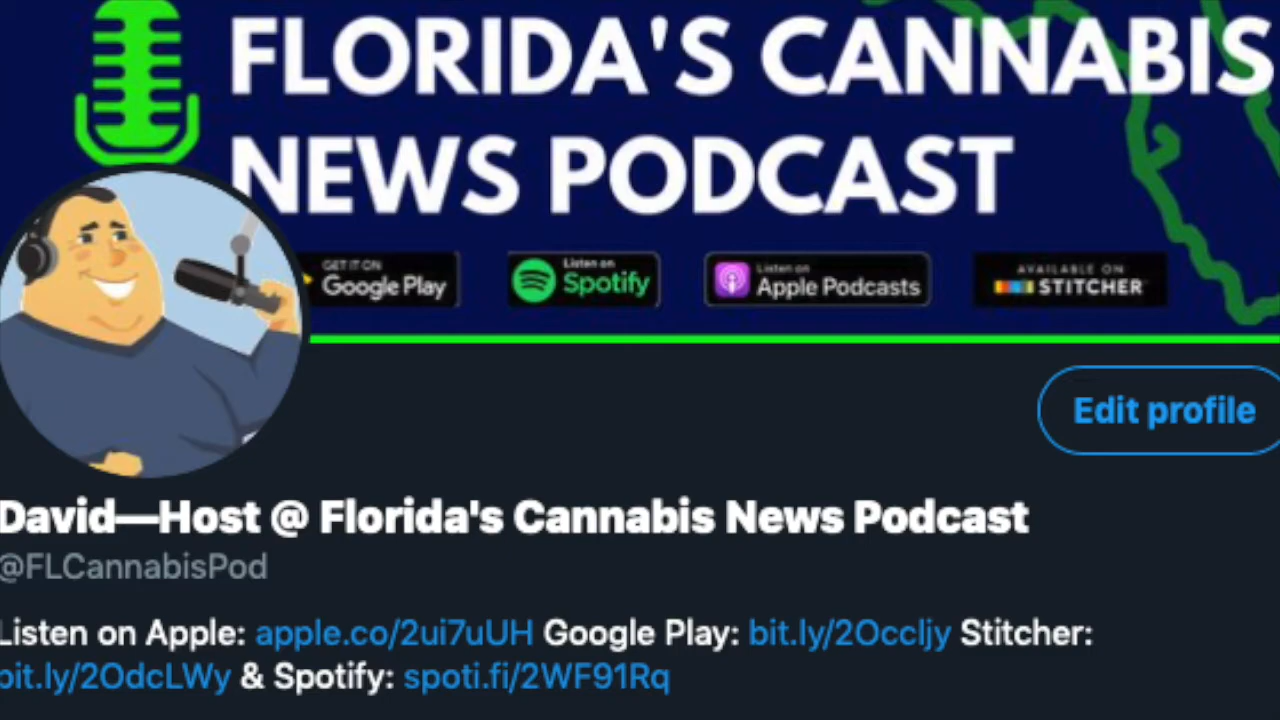 FLORIDA'S CANNABIS
NEWS PODCAST
GET IT ON
Google Play
Listen on
Spotify
Listen on
Apple Podcasts
AVAILABLE ON
STITCHER
Edit profile
David—Host @ Florida's Cannabis News Podcast
@FLCannabisPod
Listen on Apple: apple.co/2ui7uUH Google Play: bit.ly/2Occljy Stitcher:
bit.ly/2OdcLWy & Spotify: spoti.fi/2WF91Rq